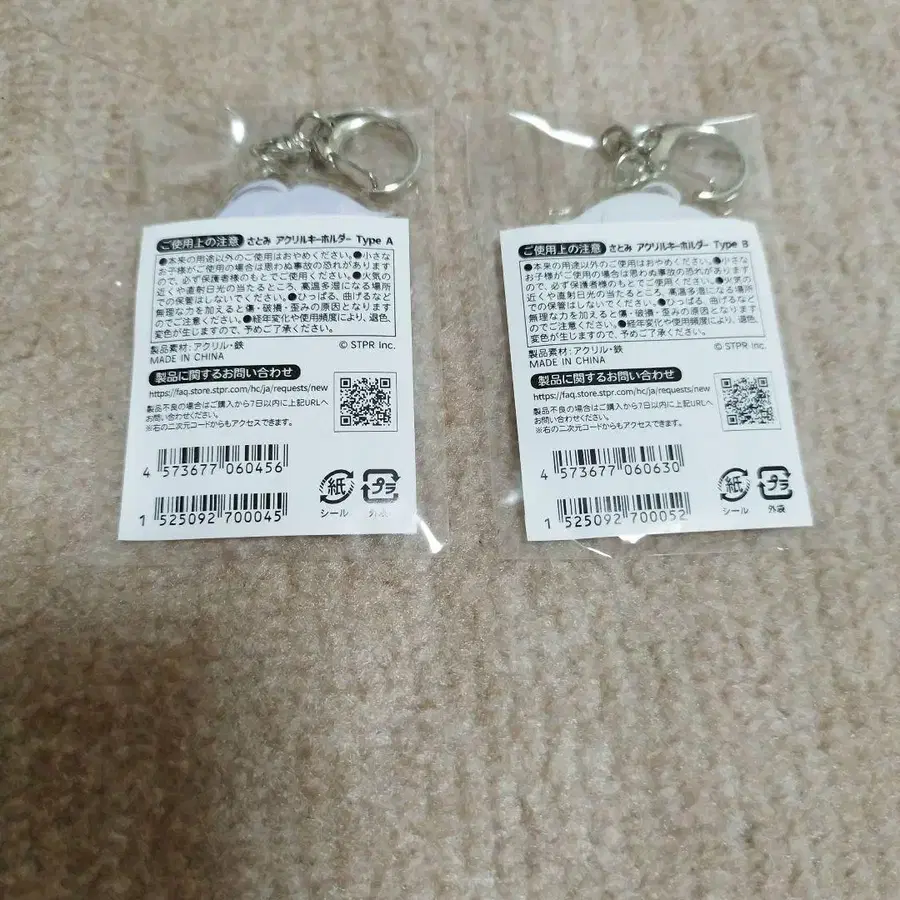 ご使用上の注意 さとみ アクリルキーホルダー Type A
●本来の用途以外のご使用はおやめください。●小さな
お子様がご使用の場合は思わぬ事故の恐れがあります
ので、必ず保護者様のもとでご使用ください。●火気の
近くや直射日光の当たるところ、高温多湿になる場所
での保管はしないでください。●ひっぱる、曲げるなど
無理な力を加えると傷・破損・歪みの原因となります
のでご注意ください。●経年変化や使用頻度により、退色、
変色が生じますので、予めご了承ください。
製品素材:アクリル・鉄
MADE IN CHINA
© STPR Inc.
製品に関するお問い合わせ
https://faq.store.stpr.com/hc/ja/requests/new
製品不良の場合はご購入から7日以内に上記URLへ
お問い合わせください。
※右の二次元コードからもアクセスできます。
4 573677 060456
1 525092 700045
紙
シール
プラ
外袋
ご使用上の注意 さとみ アクリルキーホルダー Type B
●本来の用途以外のご使用はおやめください。●小さな
お子様がご使用の場合は思わぬ事故の恐れがあります
ので、必ず保護者様のもとでご使用ください。●火気の
近くや直射日光の当たるところ、高温多湿になる場所
での保管はしないでください。●ひっぱる、曲げるなど
無理な力を加えると傷・破損・歪みの原因となります
のでご注意ください。●経年変化や使用頻度により、退色、
変色が生じますので、予めご了承ください。
製品素材:アクリル・鉄
MADE IN CHINA
© STPR Inc.
製品に関するお問い合わせ
https://faq.store.stpr.com/hc/ja/requests/new
製品不良の場合はご購入から7日以内に上記URLへ
お問い合わせください。
※右の二次元コードからもアクセスできます。
4 573677 060630
1 525092 700052
紙
シール
プラ
外袋